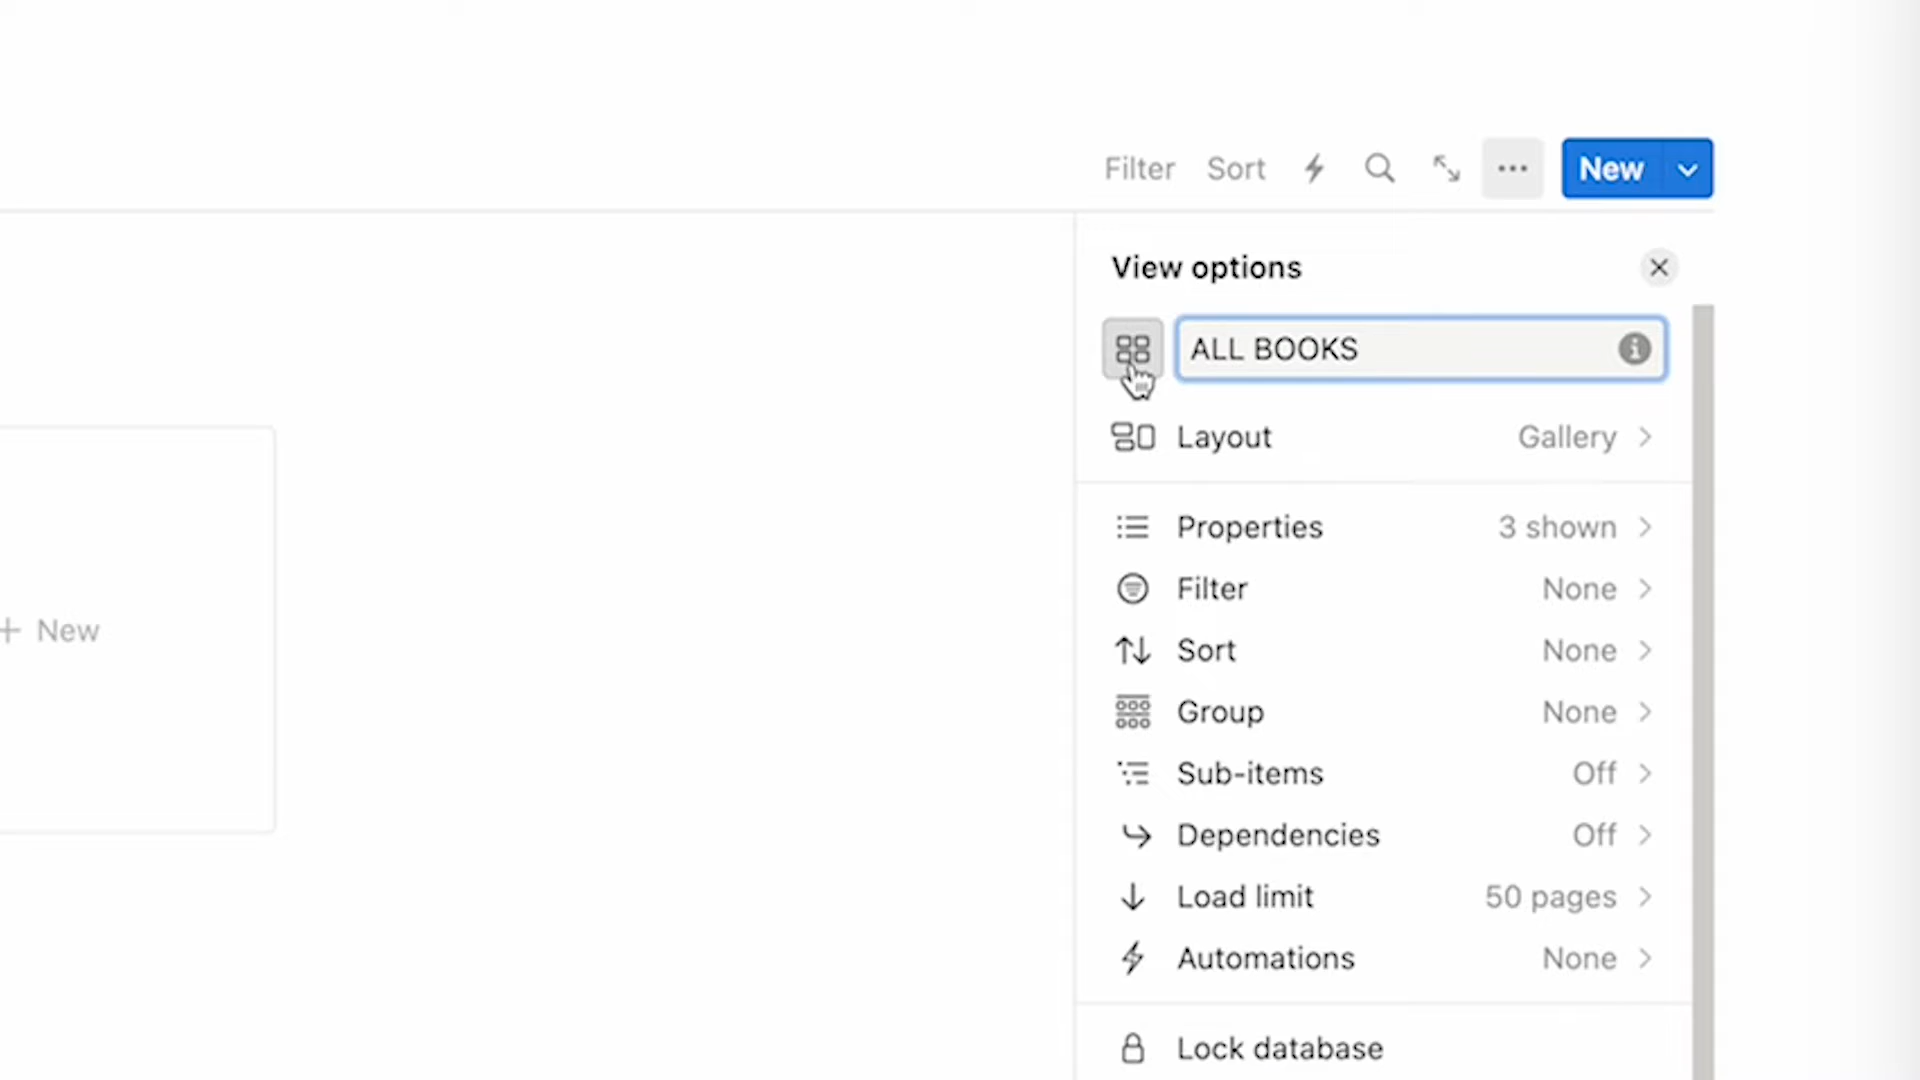 Filter Sort New
View options
ALL BOOKS
Layout Gallery
Properties 3 shown
Filter None
+ New
Sort None
Group None
Sub-items Off
Dependencies Off
Load limit 50 pages
Automations None
Lock database